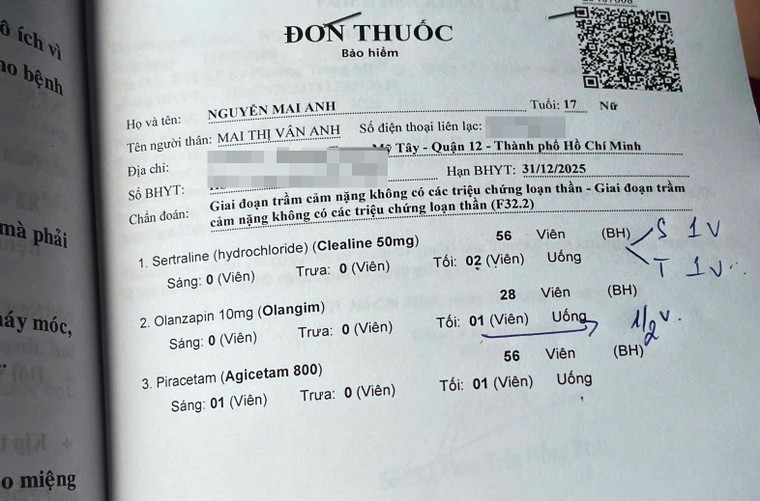 ô ích vì
ho bệnh
mà phải
náy móc,
Kịp t
o miệng
ĐƠN THUỐC
Bảo hiểm
Họ và tên: NGUYỄN MAI ANH Tuổi: 17 Nữ
Tên người thân: MAI THỊ VÂN ANH Số điện thoại liên lạc:
Địa chỉ: Mỹ Tây - Quận 12 - Thành phố Hồ Chí Minh
Số BHYT: Hạn BHYT: 31/12/2025
Chẩn đoán: Giai đoạn trầm cảm nặng không có các triệu chứng loạn thần - Giai đoạn trầm
cảm nặng không có các triệu chứng loạn thần (F32.2)
1. Sertraline (hydrochloride) (Clealine 50mg) 56 Viên (BH) S 1v
Sáng: 0 (Viên) Trưa: 0 (Viên) Tối: 02 (Viên) Uống T 1v
2. Olanzapin 10mg (Olangim) 28 Viên (BH)
Sáng: 0 (Viên) Trưa: 0 (Viên) Tối: 01 (Viên) Uống 1/2 v.
3. Piracetam (Agicetam 800) 56 Viên (BH)
Sáng: 01 (Viên) Trưa: 0 (Viên) Tối: 01 (Viên) Uống